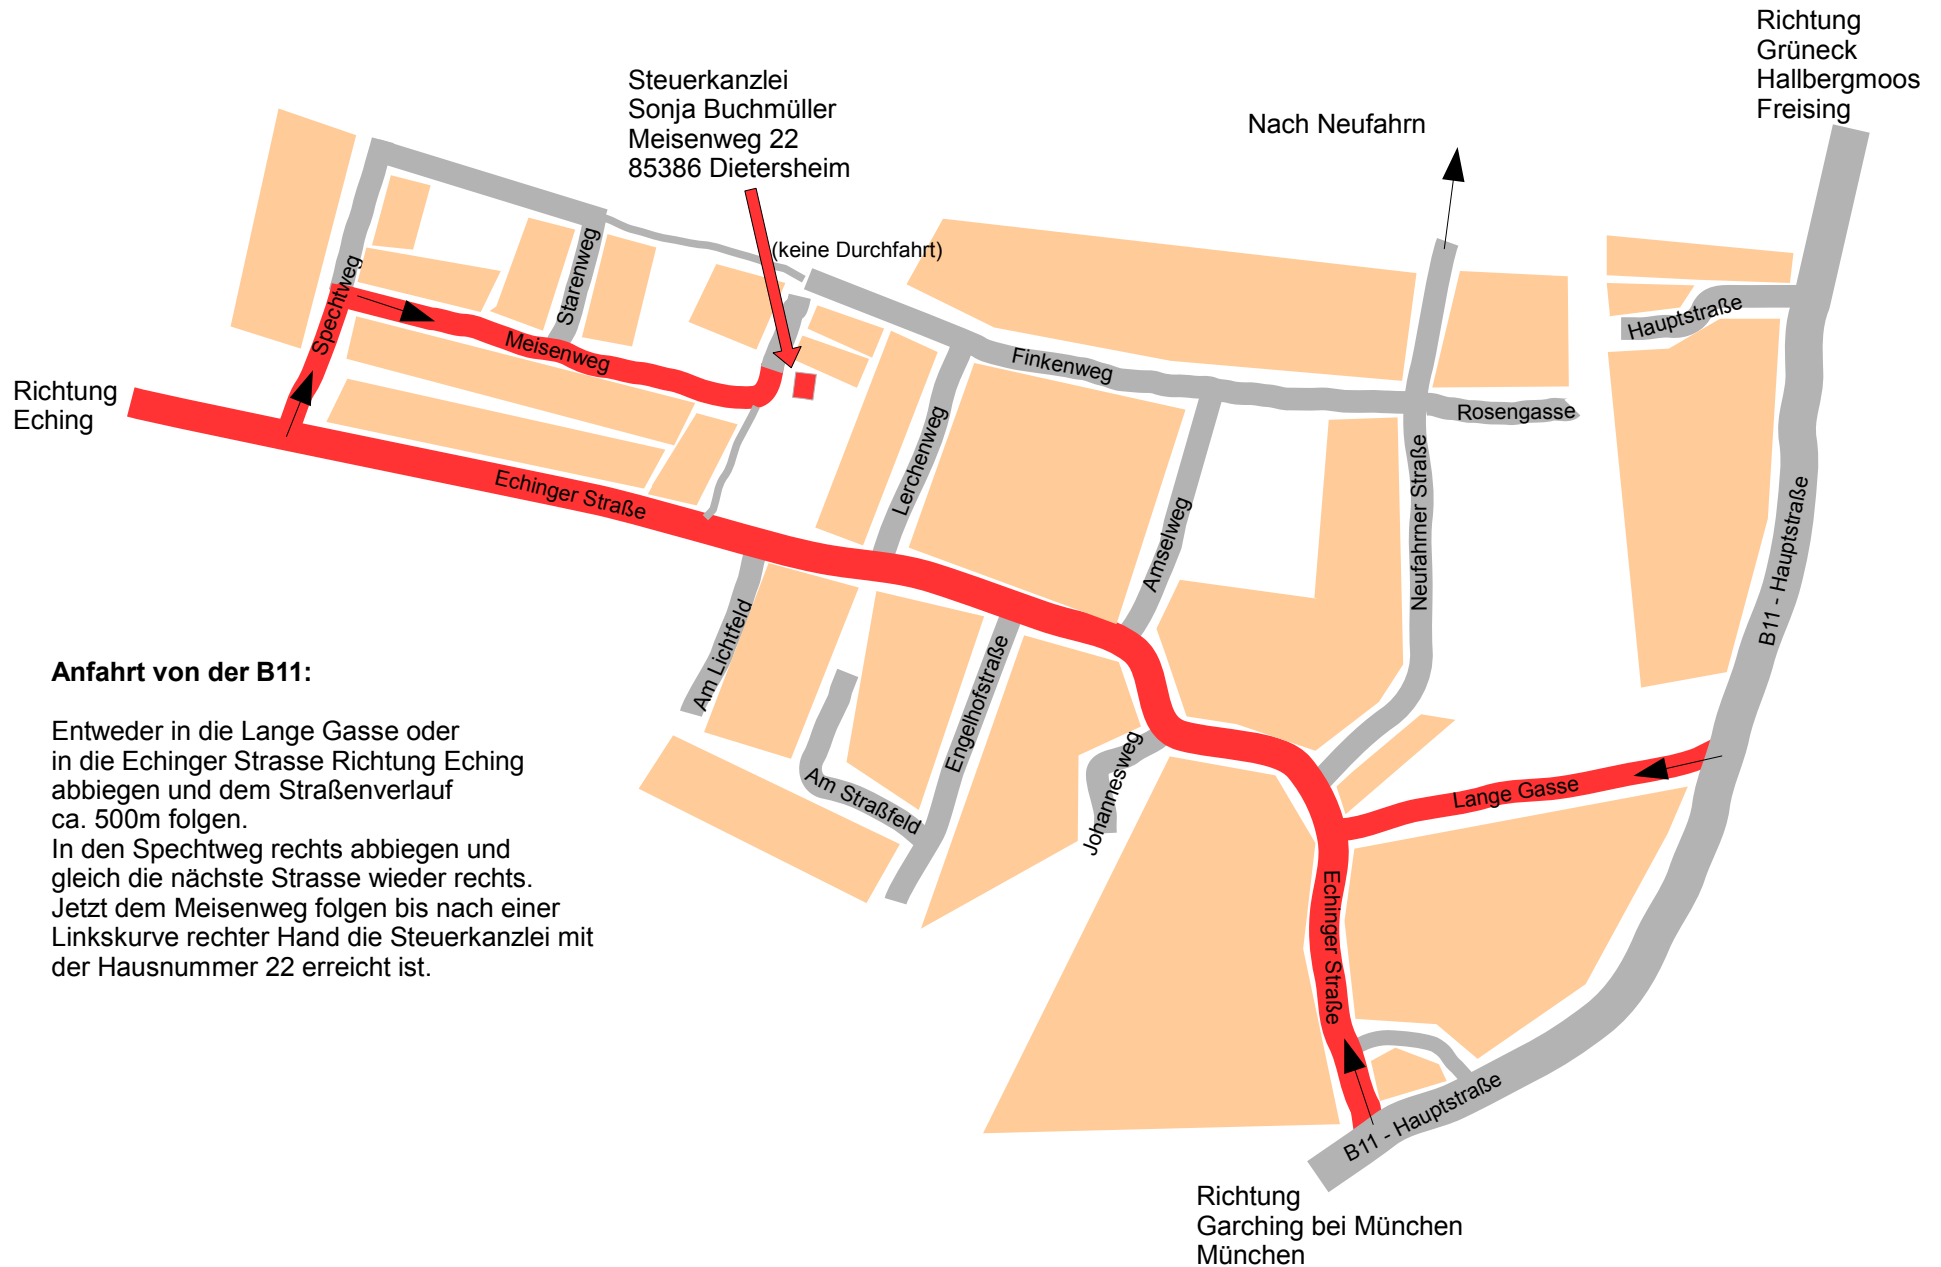 Richtung
Grüneck
Hallbergmoos
Freising
Steuerkanzlei
Sonja Buchmüller
Meisenweg 22
85386 Dietersheim
Nach Neufahrn
(keine Durchfahrt)
Spechtweg
Starenweg
Hauptstraße
Meisenweg
Finkenweg
Rosengasse
Richtung
Eching
Lerchenweg
Echinger Straße
Amselweg
Neufahrner Straße
B11 - Hauptstraße
Am Lichtfeld
Engelhofstraße
Am Straßfeld
Johannesweg
Lange Gasse
Echinger Straße
B11 - Hauptstraße
Anfahrt von der B11:
Entweder in die Lange Gasse oder
in die Echinger Strasse Richtung Eching
abbiegen und dem Straßenverlauf
ca. 500m folgen.
In den Spechtweg rechts abbiegen und
gleich die nächste Strasse wieder rechts.
Jetzt dem Meisenweg folgen bis nach einer
Linkskurve rechter Hand die Steuerkanzlei mit
der Hausnummer 22 erreicht ist.
Richtung
Garching bei München
München